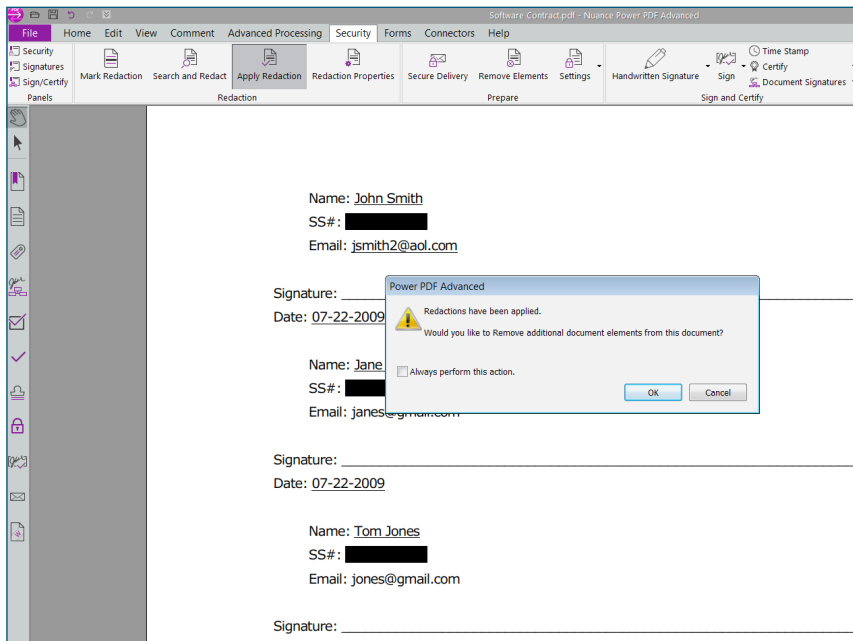 Software Contract.pdf - Nuance Power PDF Advanced
File Home Edit View Comment Advanced Processing Security Forms Connectors Help
Security
Signatures
Sign/Certify
Panels
Mark Redaction Search and Redact Apply Redaction Redaction Properties
Redaction
Secure Delivery Remove Elements Settings
Prepare
Handwritten Signature Sign
Time Stamp
Certify
Document Signatures
Sign and Certify
Name: John Smith
SS#:
Email: jsmith2@aol.com
Signature: ____________________
Date: 07-22-2009
Power PDF Advanced
Redactions have been applied.
Would you like to Remove additional document elements from this document?
Always perform this action.
OK Cancel
Name: Jane
SS#:
Email: janes@gmail.com
Signature: ____________________
Date: 07-22-2009
Name: Tom Jones
SS#:
Email: jones@gmail.com
Signature: ____________________